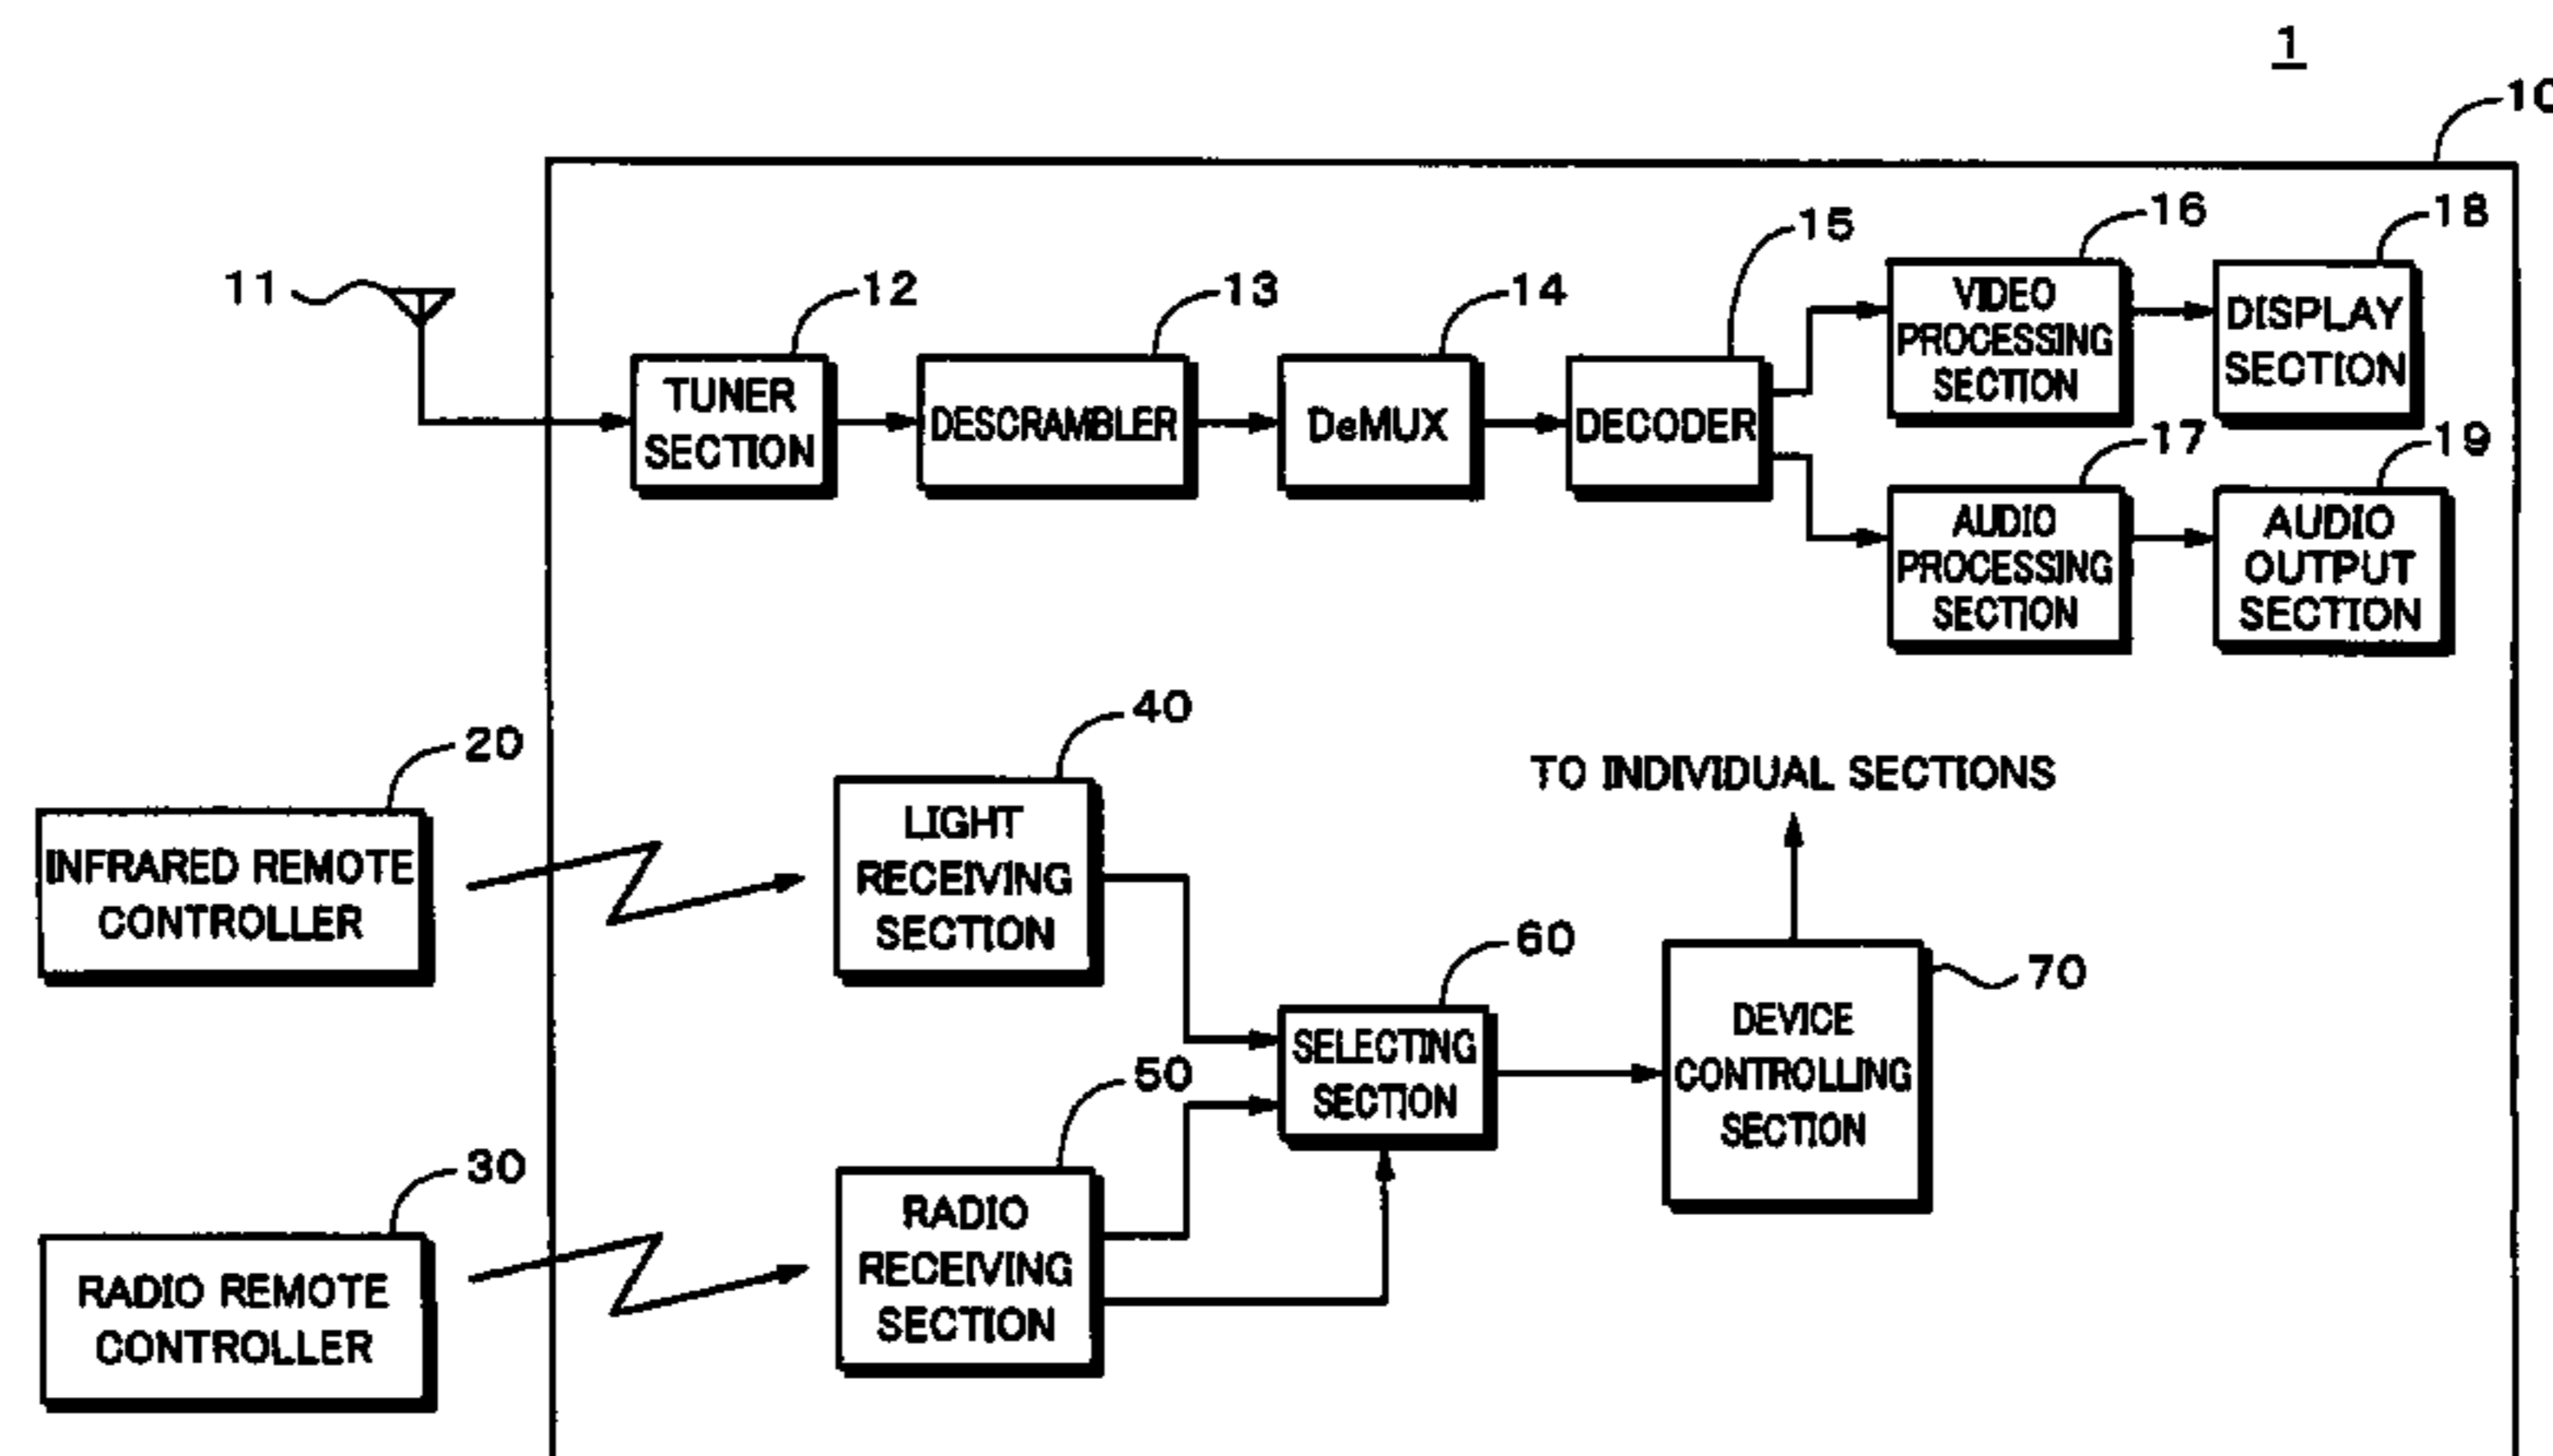 1
10
11
12
TUNER
SECTION
13
DESCRAMBLER
14
DeMUX
15
DECODER
16
VIDEO
PROCESSING
SECTION
18
DISPLAY
SECTION
17
AUDIO
PROCESSING
SECTION
19
AUDIO
OUTPUT
SECTION
20
INFRARED REMOTE
CONTROLLER
40
LIGHT
RECEIVING
SECTION
TO INDIVIDUAL SECTIONS
60
SELECTING
SECTION
70
DEVICE
CONTROLLING
SECTION
30
RADIO REMOTE
CONTROLLER
50
RADIO
RECEIVING
SECTION